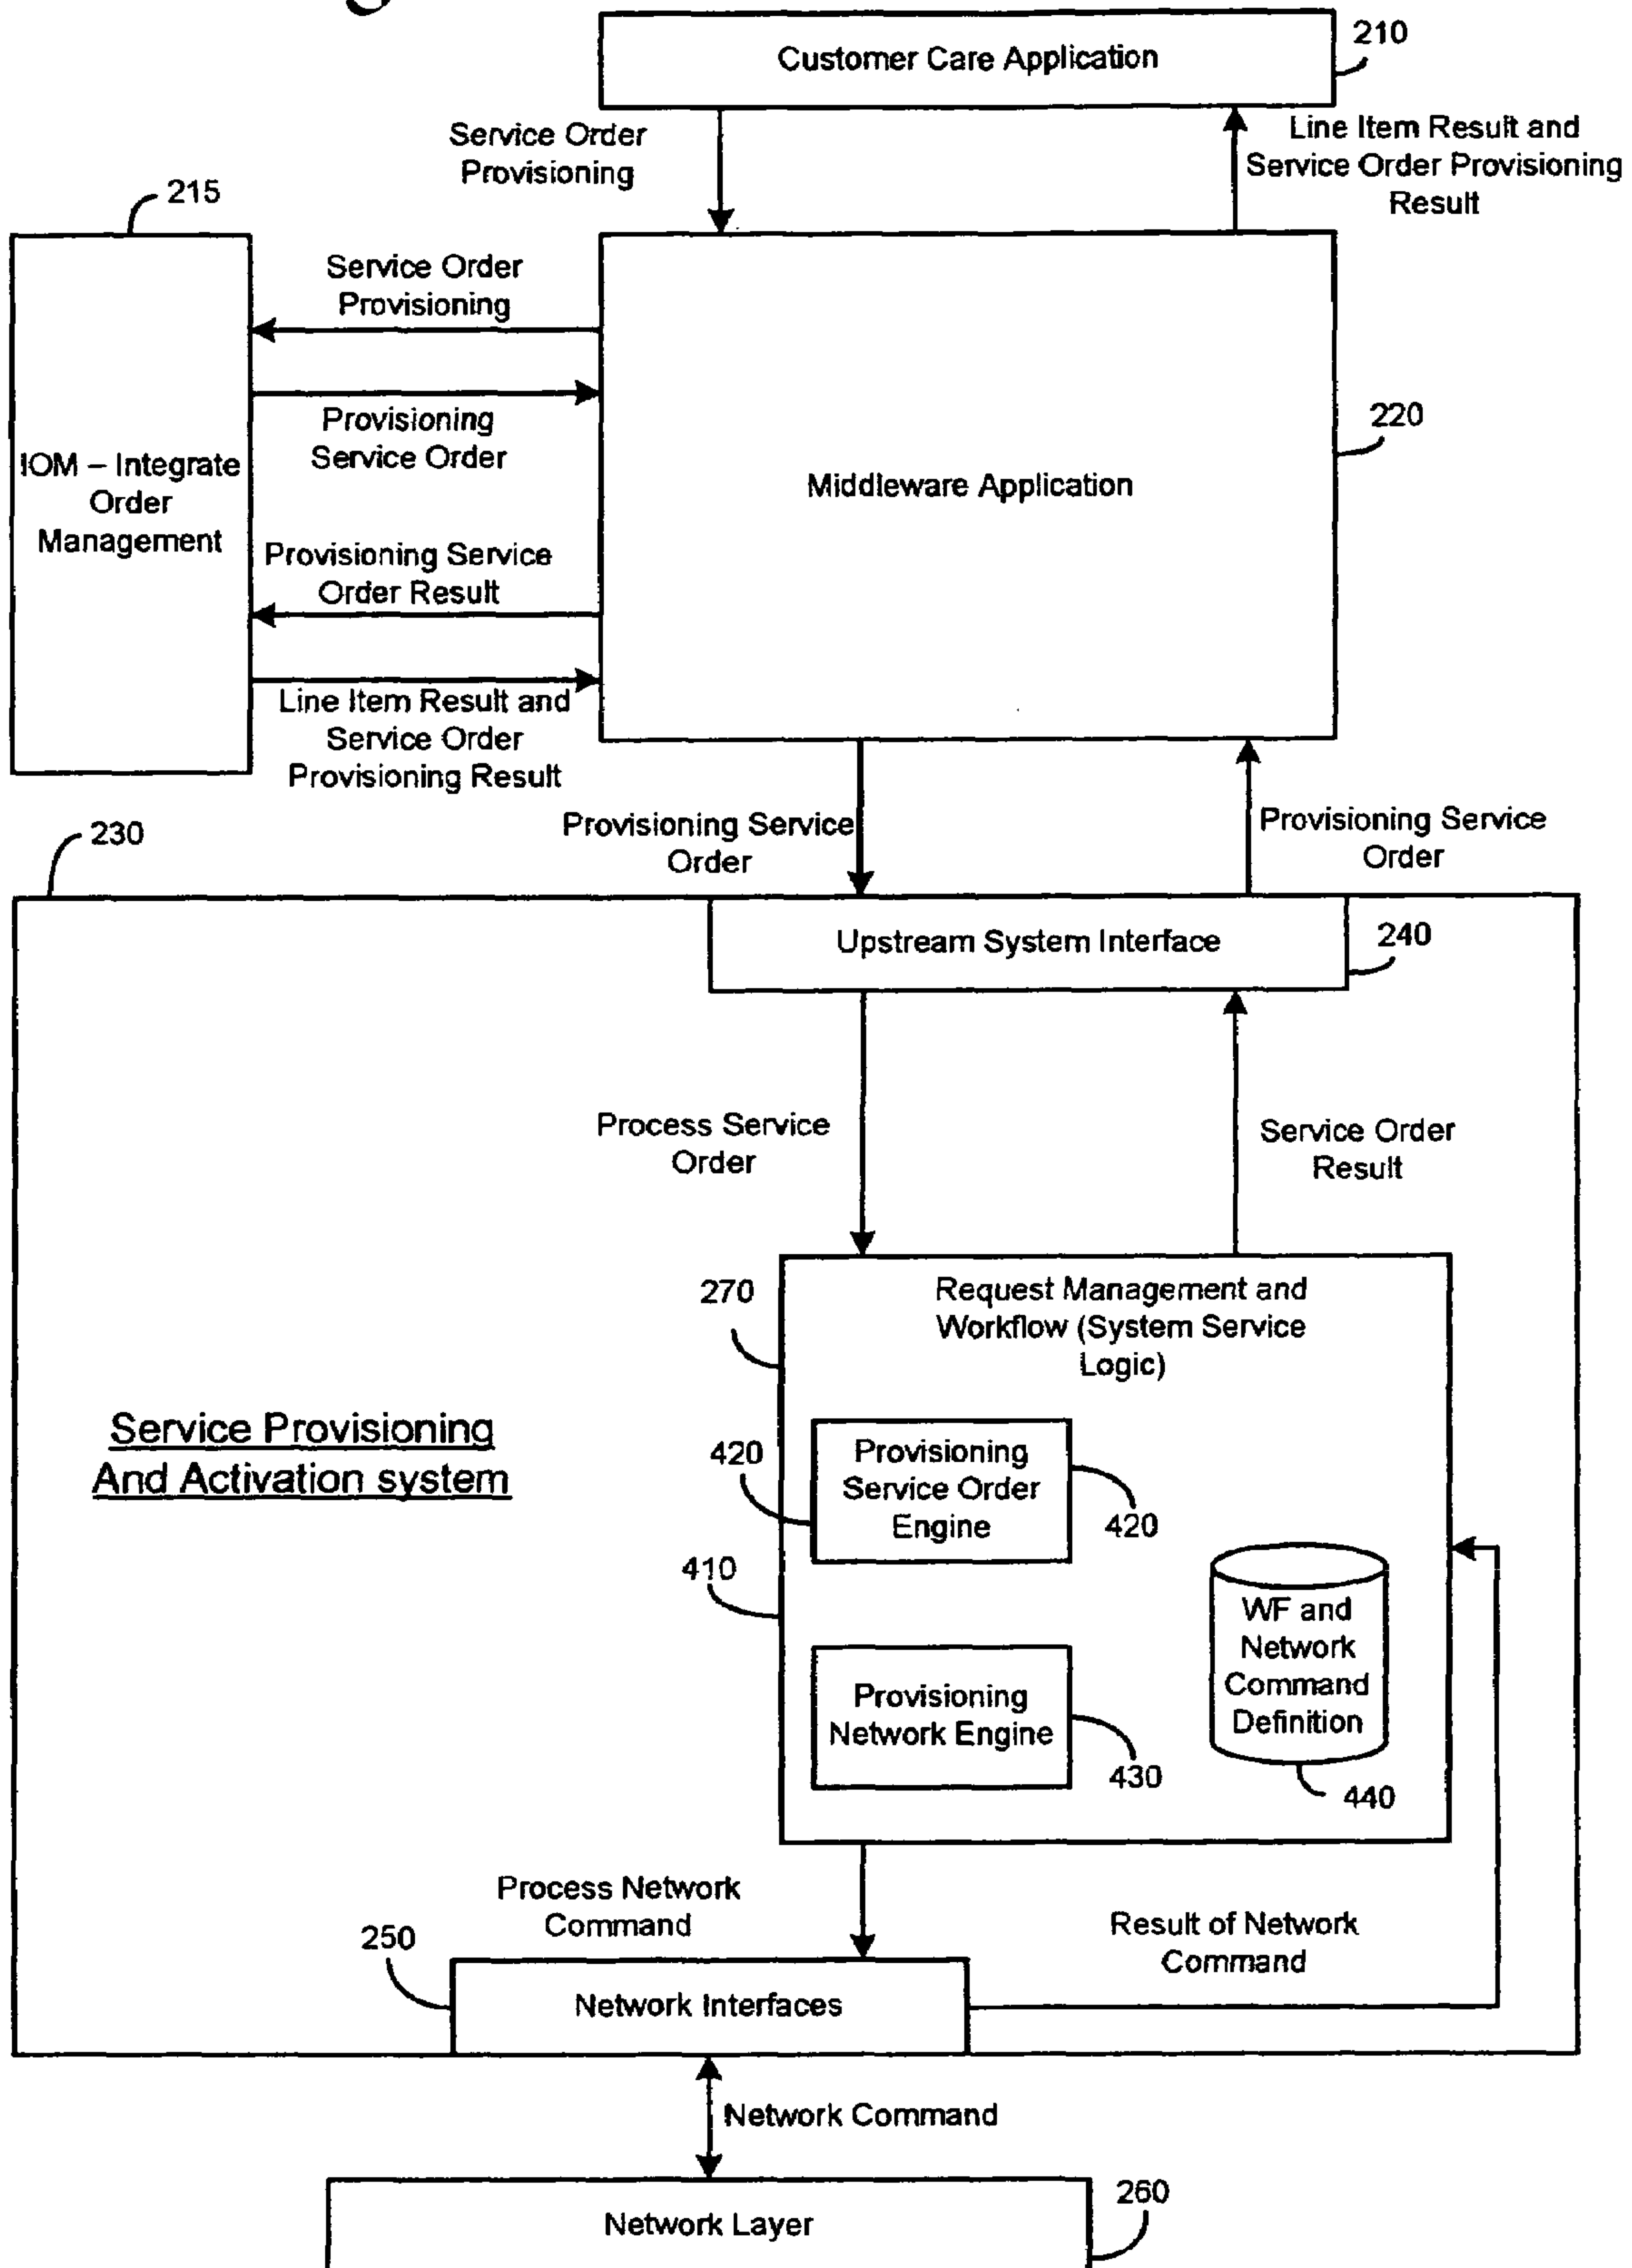 Customer Care Application
210
Service Order
Provisioning
Line Item Result and
Service Order Provisioning
Result
215
Service Order
Provisioning
Provisioning
Service Order
220
IOM – Integrate
Order
Management
Middleware Application
Provisioning Service
Order Result
Line Item Result and
Service Order
Provisioning Result
230
Provisioning Service
Order
Provisioning Service
Order
Upstream System Interface
240
Process Service
Order
Service Order
Result
270
Request Management and
Workflow (System Service
Logic)
Service Provisioning
And Activation system
420
Provisioning
Service Order
Engine
420
410
WF and
Network
Command
Definition
Provisioning
Network Engine
430
440
Process Network
Command
250
Result of Network
Command
Network Interfaces
Network Command
260
Network Layer